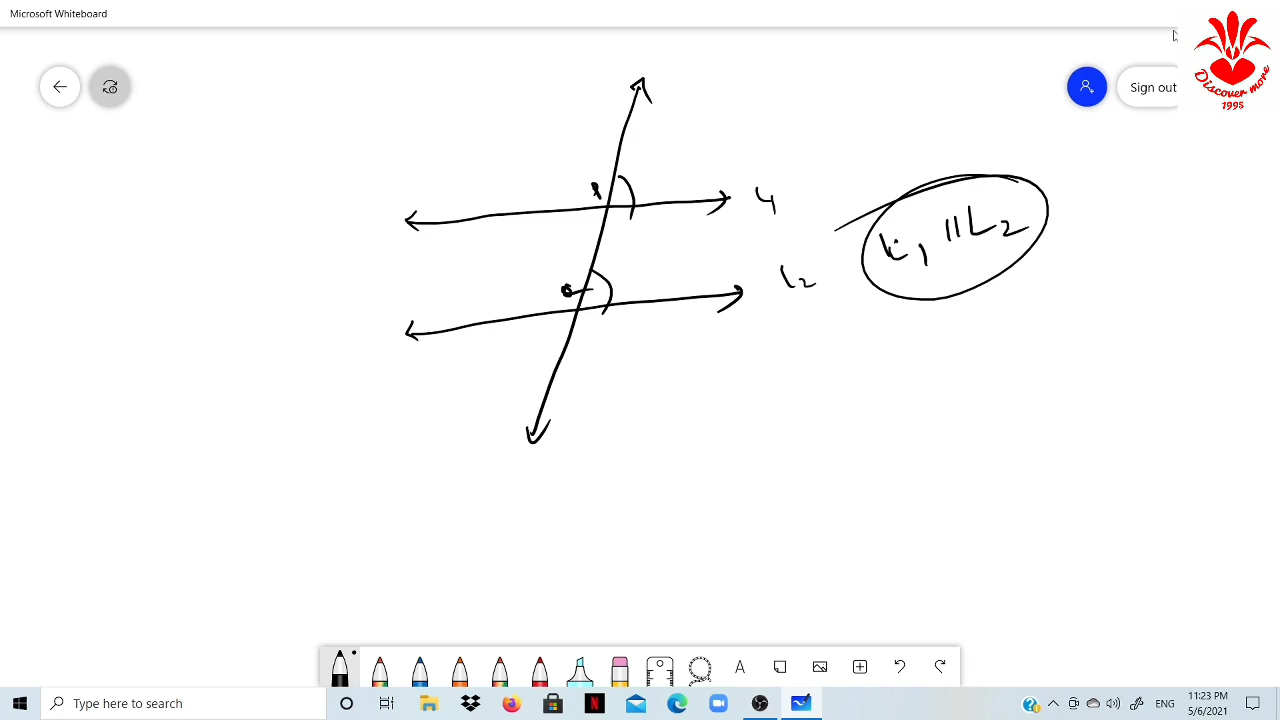 Microsoft Whiteboard
Discover more
1995
Sign out
L2
L1 || L2
A
Type here to search
ENG
11:23 PM
5/6/2021